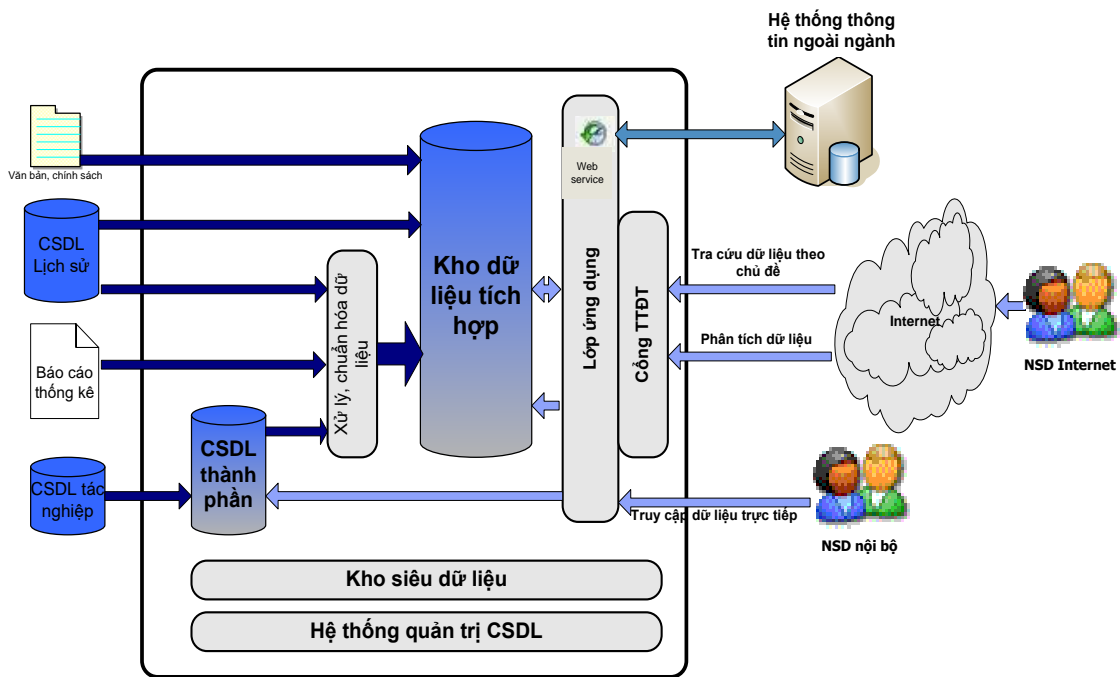 Hệ thống thông
tin ngoài ngành
Văn bản, chính sách
Web
service
CSDL
Lịch sử
Kho dữ
liệu tích
hợp
Xử lý, chuẩn hóa dữ
liệu
Lớp ứng dụng
Cổng TTĐT
Tra cứu dữ liệu theo
chủ đề
Internet
Phân tích dữ liệu
NSD Internet
Báo cáo
thống kê
CSDL
thành
phần
CSDL tác
nghiệp
Truy cập dữ liệu trực tiếp
NSD nội bộ
Kho siêu dữ liệu
Hệ thống quản trị CSDL